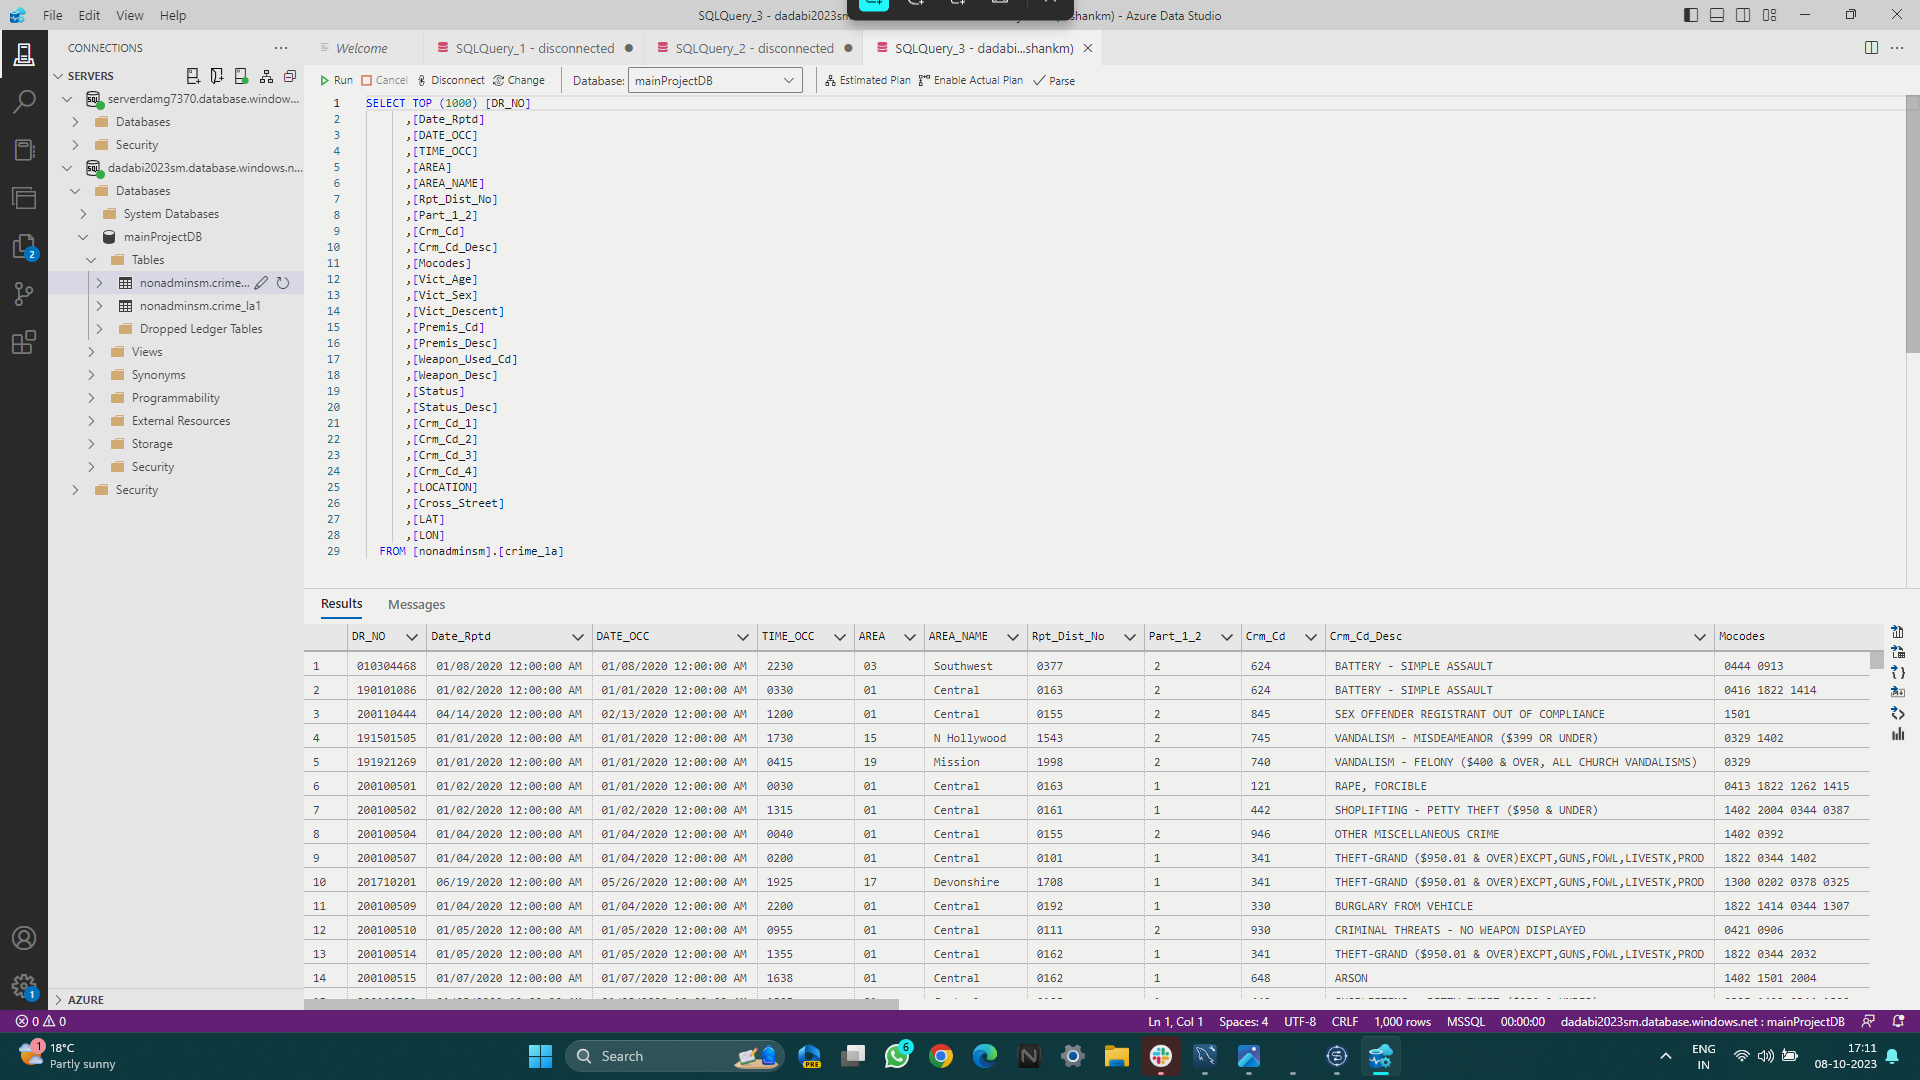 File Edit View Help
SQLQuery_3 - dadabi2023sm
shankm) - Azure Data Studio
CONNECTIONS
Welcome
SQLQuery_1 - disconnected
SQLQuery_2 - disconnected
SQLQuery_3 - dadabi...shankm)
SERVERS
Run Cancel Disconnect Change Database: mainProjectDB Estimated Plan Enable Actual Plan Parse
serverdamg7370.database.window...
Databases
Security
dadabi2023sm.database.windows.n...
Databases
System Databases
mainProjectDB
Tables
nonadminsm.crime...
nonadminsm.crime_la1
Dropped Ledger Tables
Views
Synonyms
Programmability
External Resources
Storage
Security
Security
AZURE
2
1
1 SELECT TOP (1000) [DR_NO]
2 ,[Date_Rptd]
3 ,[DATE_OCC]
4 ,[TIME_OCC]
5 ,[AREA]
6 ,[AREA_NAME]
7 ,[Rpt_Dist_No]
8 ,[Part_1_2]
9 ,[Crm_Cd]
10 ,[Crm_Cd_Desc]
11 ,[Mocodes]
12 ,[Vict_Age]
13 ,[Vict_Sex]
14 ,[Vict_Descent]
15 ,[Premis_Cd]
16 ,[Premis_Desc]
17 ,[Weapon_Used_Cd]
18 ,[Weapon_Desc]
19 ,[Status]
20 ,[Status_Desc]
21 ,[Crm_Cd_1]
22 ,[Crm_Cd_2]
23 ,[Crm_Cd_3]
24 ,[Crm_Cd_4]
25 ,[LOCATION]
26 ,[Cross_Street]
27 ,[LAT]
28 ,[LON]
29 FROM [nonadminsm].[crime_la]
Results Messages
DR_NO Date_Rptd DATE_OCC TIME_OCC AREA AREA_NAME Rpt_Dist_No Part_1_2 Crm_Cd Crm_Cd_Desc Mocodes
1 010304468 01/08/2020 12:00:00 AM 01/08/2020 12:00:00 AM 2230 03 Southwest 0377 2 624 BATTERY - SIMPLE ASSAULT 0444 0913
2 190101086 01/02/2020 12:00:00 AM 01/01/2020 12:00:00 AM 0330 01 Central 0163 2 624 BATTERY - SIMPLE ASSAULT 0416 1822 1414
3 200110444 04/14/2020 12:00:00 AM 02/13/2020 12:00:00 AM 1200 01 Central 0155 2 845 SEX OFFENDER REGISTRANT OUT OF COMPLIANCE 1501
4 191501505 01/01/2020 12:00:00 AM 01/01/2020 12:00:00 AM 1730 15 N Hollywood 1543 2 745 VANDALISM - MISDEAMEANOR ($399 OR UNDER) 0329 1402
5 191921269 01/01/2020 12:00:00 AM 01/01/2020 12:00:00 AM 0415 19 Mission 1998 2 740 VANDALISM - FELONY ($400 & OVER, ALL CHURCH VANDALISMS) 0329
6 200100501 01/02/2020 12:00:00 AM 01/01/2020 12:00:00 AM 0030 01 Central 0163 1 121 RAPE, FORCIBLE 0413 1822 1262 1415
7 200100502 01/02/2020 12:00:00 AM 01/02/2020 12:00:00 AM 1315 01 Central 0161 1 442 SHOPLIFTING - PETTY THEFT ($950 & UNDER) 1402 2004 0344 0387
8 200100504 01/04/2020 12:00:00 AM 01/04/2020 12:00:00 AM 0040 01 Central 0155 2 946 OTHER MISCELLANEOUS CRIME 1402 0392
9 200100507 01/04/2020 12:00:00 AM 01/04/2020 12:00:00 AM 0200 01 Central 0101 1 341 THEFT-GRAND ($950.01 & OVER)EXCPT,GUNS,FOWL,LIVESTK,PROD 1822 0344 1402
10 201710201 06/19/2020 12:00:00 AM 05/26/2020 12:00:00 AM 1925 17 Devonshire 1708 1 341 THEFT-GRAND ($950.01 & OVER)EXCPT,GUNS,FOWL,LIVESTK,PROD 1300 0202 0378 0325
11 200100509 01/04/2020 12:00:00 AM 01/04/2020 12:00:00 AM 2200 01 Central 0192 1 330 BURGLARY FROM VEHICLE 1822 1414 0344 1307
12 200100510 01/05/2020 12:00:00 AM 01/05/2020 12:00:00 AM 0955 01 Central 0111 2 930 CRIMINAL THREATS - NO WEAPON DISPLAYED 0421 0906
13 200100514 01/05/2020 12:00:00 AM 01/05/2020 12:00:00 AM 1355 01 Central 0162 1 341 THEFT-GRAND ($950.01 & OVER)EXCPT,GUNS,FOWL,LIVESTK,PROD 1822 0344 2032
14 200100515 01/07/2020 12:00:00 AM 01/07/2020 12:00:00 AM 1638 01 Central 0162 1 648 ARSON 1402 1501 2004
0 0
Ln 1, Col 1 Spaces: 4 UTF-8 CRLF 1,000 rows MSSQL 00:00:00 dadabi2023sm.database.windows.net : mainProjectDB
1
18°C
Partly sunny
Search
PRE
6
ENG
IN
17:11
08-10-2023